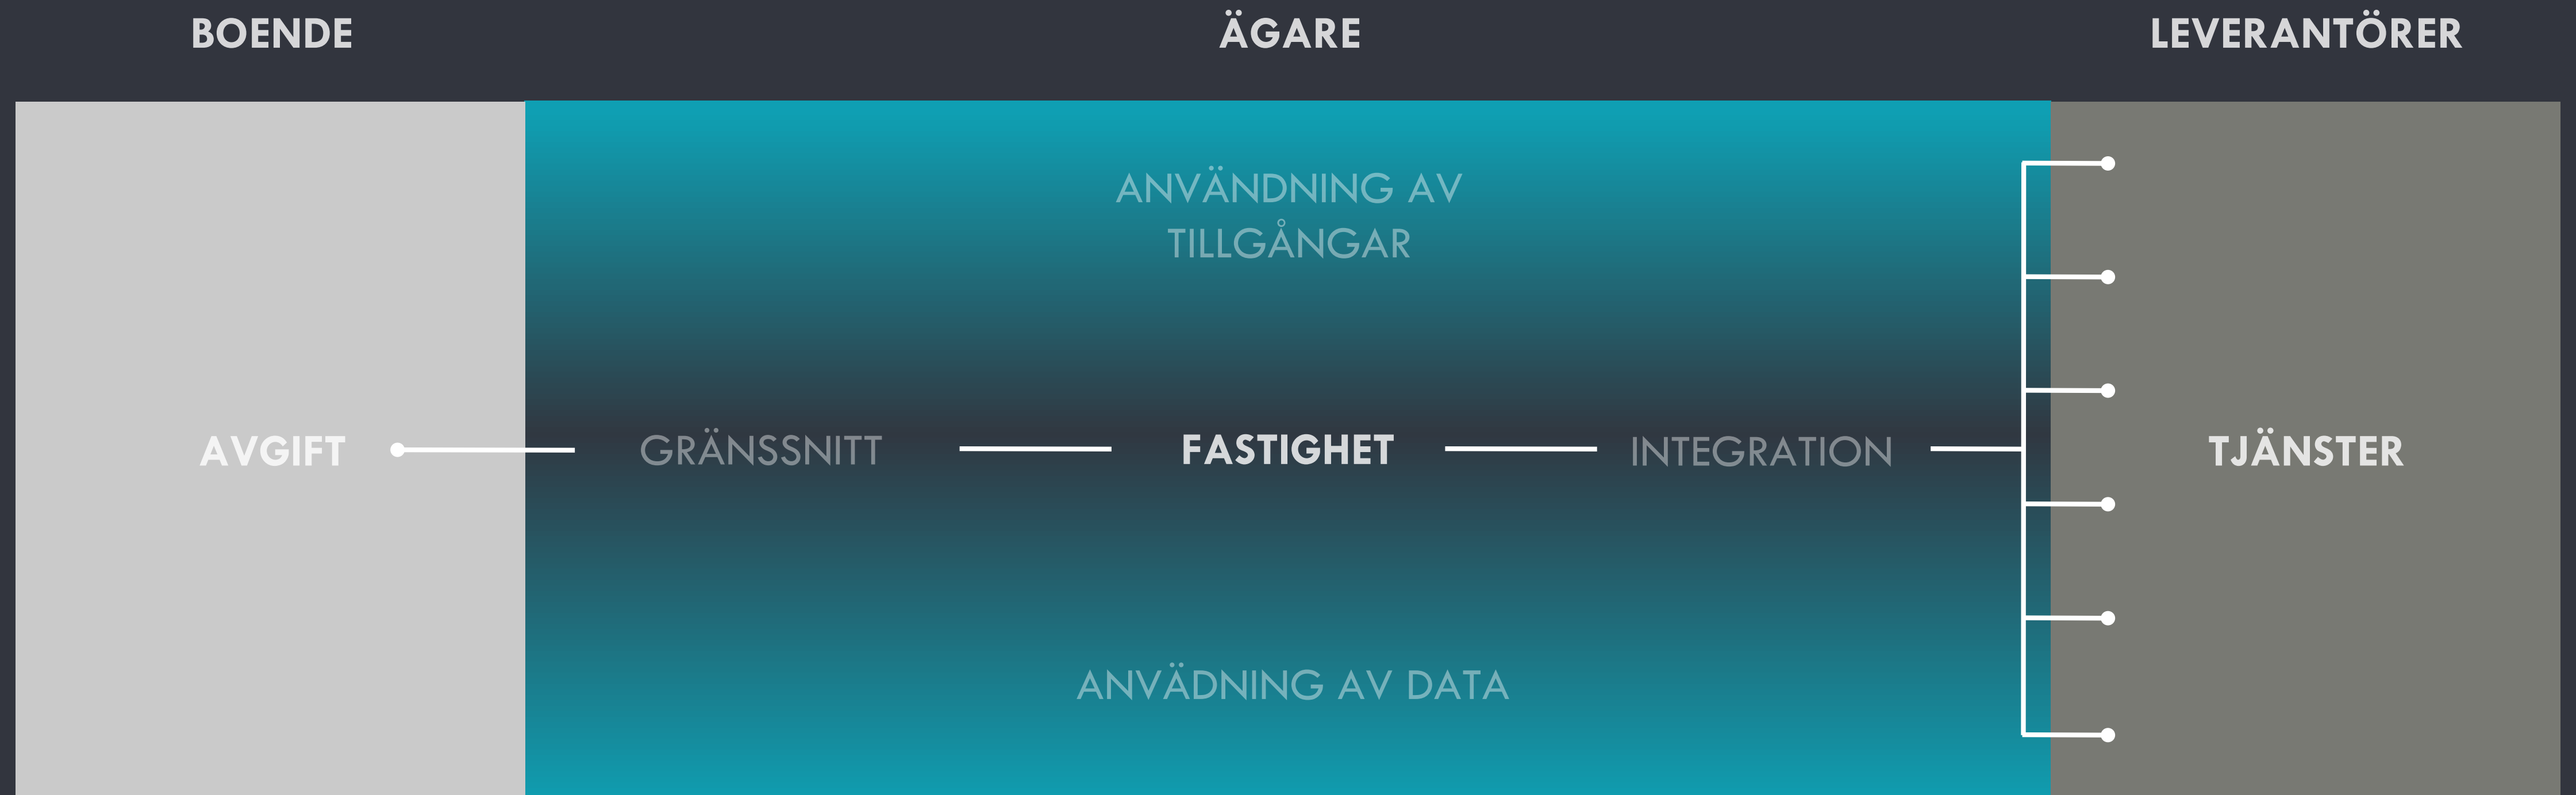 BOENDE
ÄGARE
LEVERANTÖRER
ANVÄNDNING AV
TILLGÅNGAR
AVGIFT
GRÄNSSNITT
FASTIGHET
INTEGRATION
TJÄNSTER
ANVÄDNING AV DATA